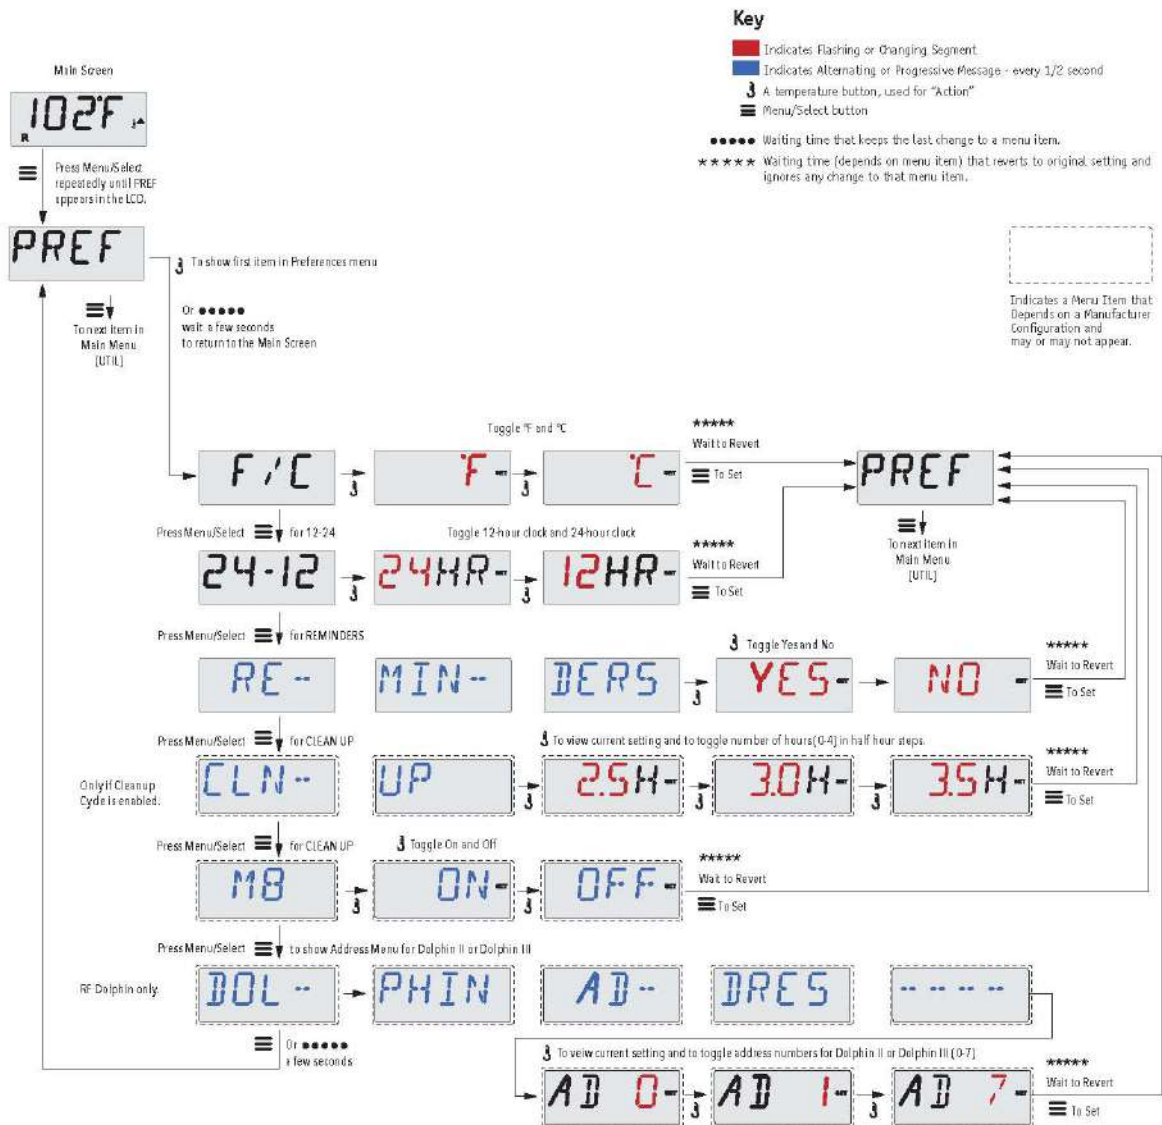 Key
Indicates Flashing or Changing Segment
Indicates Alternating or Progressive Message - every 1/2 second
A temperature button, used for "Action"
Menu/Select button
●●●●● Waiting time that keeps the last change to a menu item.
***** Waiting time (depends on menu item) that reverts to original setting and
ignores any change to that menu item.
Indicates a Menu Item that
Depends on a Manufacturer
Configuration and
may or may not appear.
Main Screen
102°F
R
Press Menu/Select
repeatedly until PREF
appears in the LCD.
PREF
To show first item in Preferences menu
To next item in
Main Menu
[UTIL]
Or ●●●●●
wait a few seconds
to return to the Main Screen
Toggle °F and °C
F/C
°F
°C
*****
Wait to Revert
To Set
PREF
To next item in
Main Menu
[UTIL]
Press Menu/Select for 12-24
Toggle 12-hour clock and 24-hour clock
24-12
24HR
12HR
*****
Wait to Revert
To Set
Press Menu/Select for REMINDERS
Toggle Yes and No
RE-
MIN--
DERS
YES
NO
*****
Wait to Revert
To Set
Press Menu/Select for CLEAN UP
To view current setting and to toggle number of hours (0-4) in half hour steps.
Only if Cleanup
Cycle is enabled.
CLN--
UP
2.5H
3.0H
3.5H
*****
Wait to Revert
To Set
Press Menu/Select for CLEAN UP
Toggle On and Off
M8
ON
OFF
*****
Wait to Revert
To Set
Press Menu/Select to show Address Menu for Dolphin II or Dolphin III
RF Dolphin only.
DOL--
PHIN
AD--
DRES
----
Or ●●●●●
a few seconds
To veiw current setting and to toggle address numbers for Dolphin II or Dolphin III (0-7)
AD 0
AD 1
AD 7
*****
Wait to Revert
To Set